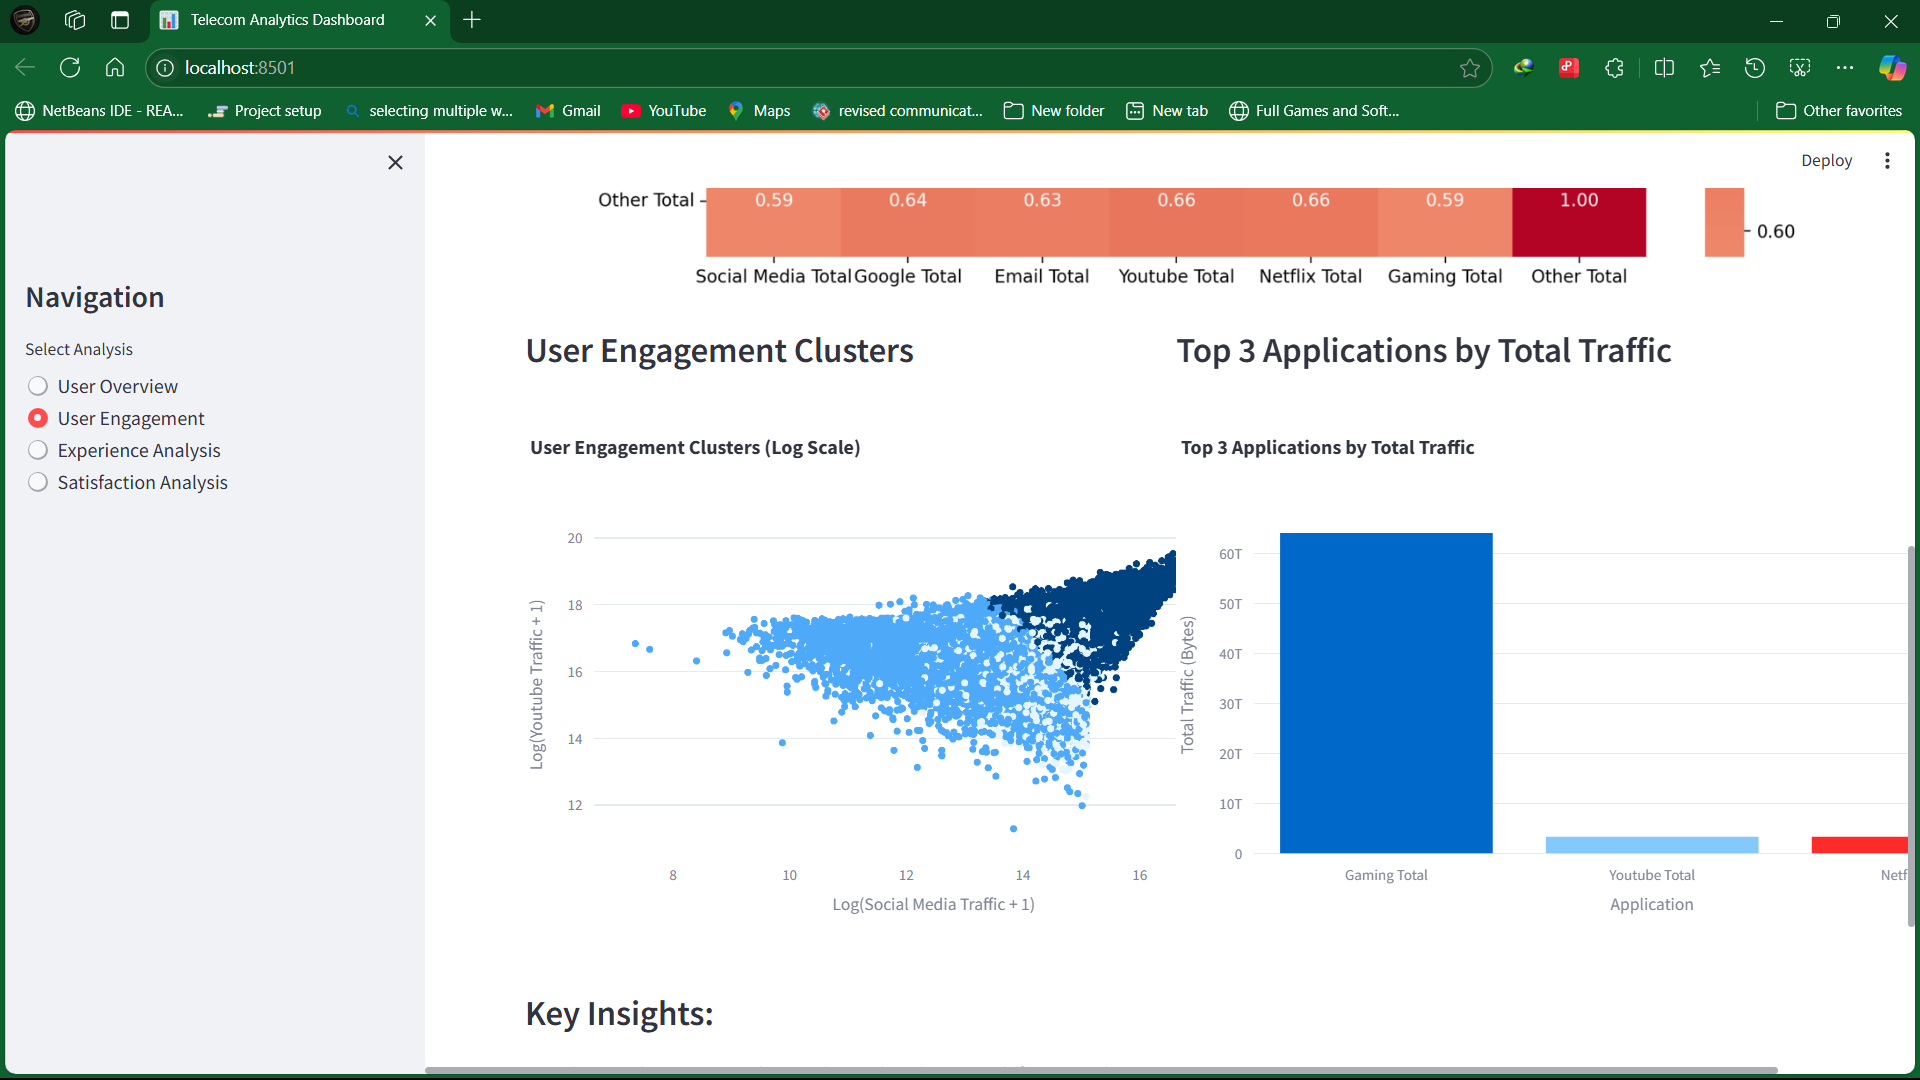 Telecom Analytics Dashboard
localhost:8501
NetBeans IDE - REA... Project setup selecting multiple w... Gmail YouTube Maps revised communicat... New folder New tab Full Games and Soft... Other favorites
Deploy
Navigation
Select Analysis
User Overview
User Engagement
Experience Analysis
Satisfaction Analysis
Other Total 0.59 0.64 0.63 0.66 0.66 0.59 1.00
0.60
Social Media Total Google Total Email Total Youtube Total Netflix Total Gaming Total Other Total
User Engagement Clusters
User Engagement Clusters (Log Scale)
Log(Youtube Traffic + 1)
20
18
16
14
12
8 10 12 14 16
Log(Social Media Traffic + 1)
Top 3 Applications by Total Traffic
Top 3 Applications by Total Traffic
Total Traffic (Bytes)
60T
50T
40T
30T
20T
10T
0
Gaming Total Youtube Total Netf
Application
Key Insights: